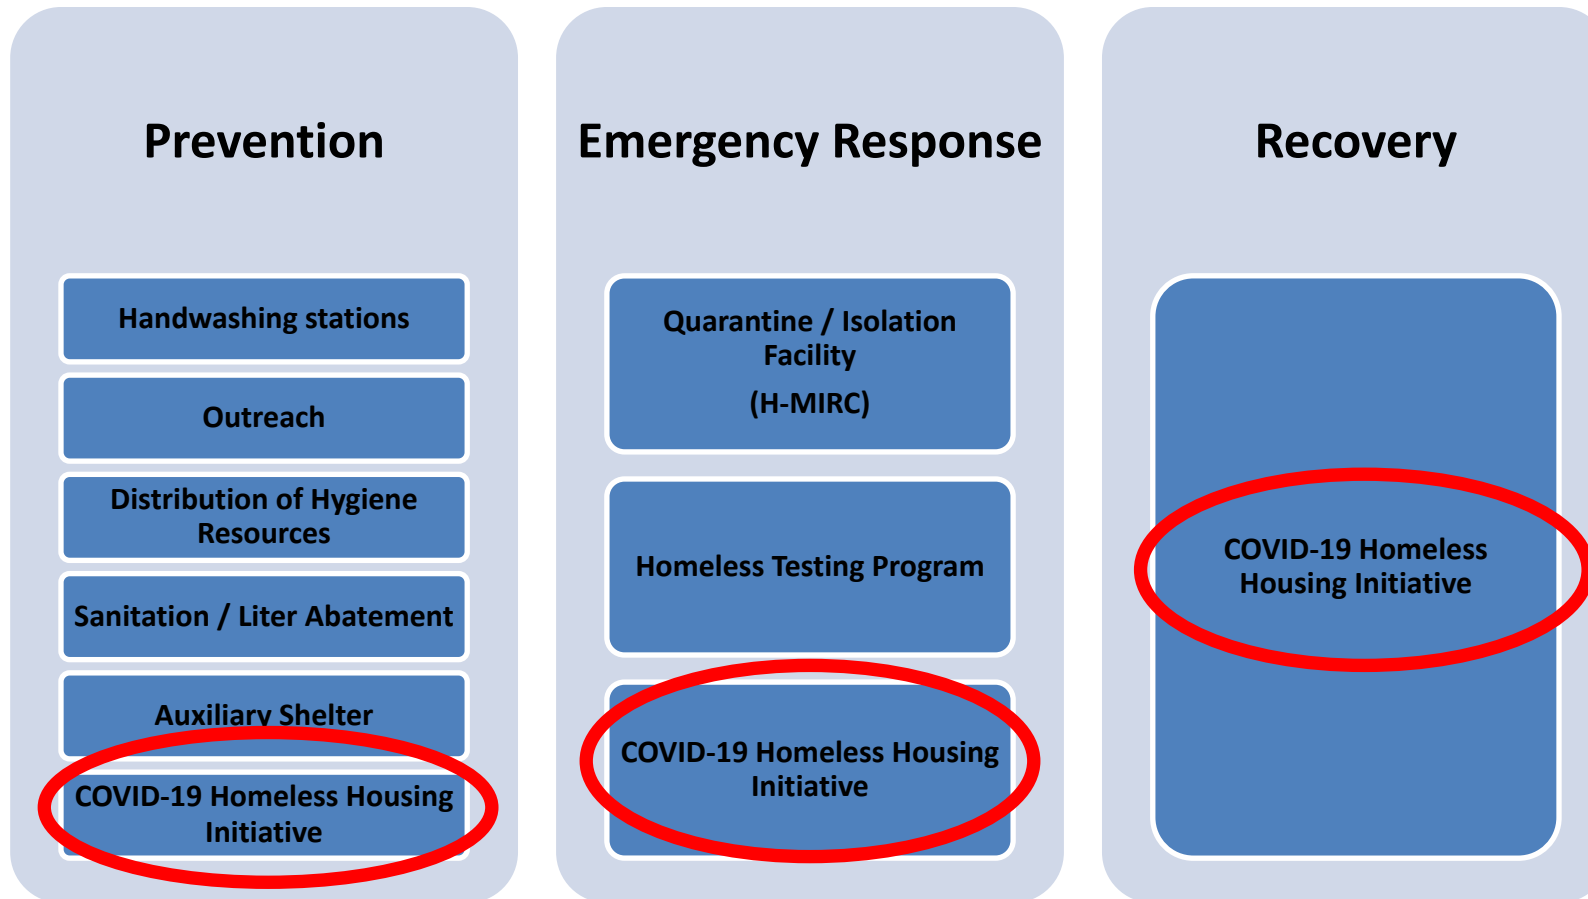 Prevention
Handwashing stations
Outreach
Distribution of Hygiene
Resources
Sanitation / Liter Abatement
Auxiliary Shelter
COVID-19 Homeless Housing
Initiative
Emergency Response
Quarantine / Isolation
Facility
(H-MIRC)
Homeless Testing Program
COVID-19 Homeless Housing
Initiative
Recovery
COVID-19 Homeless
Housing Initiative